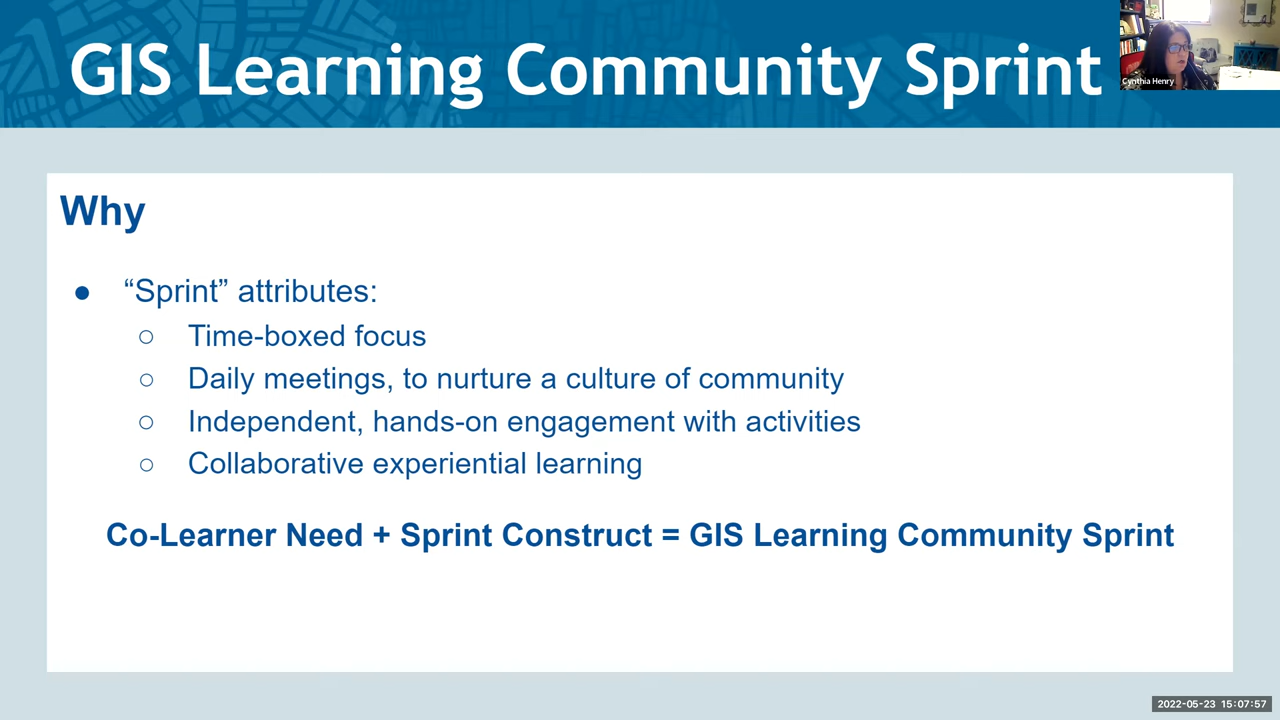 GIS Learning Community Sprint
Cynthia Henry
Why
● “Sprint” attributes:
○ Time-boxed focus
○ Daily meetings, to nurture a culture of community
○ Independent, hands-on engagement with activities
○ Collaborative experiential learning
Co-Learner Need + Sprint Construct = GIS Learning Community Sprint
2022-05-23 15:07:57